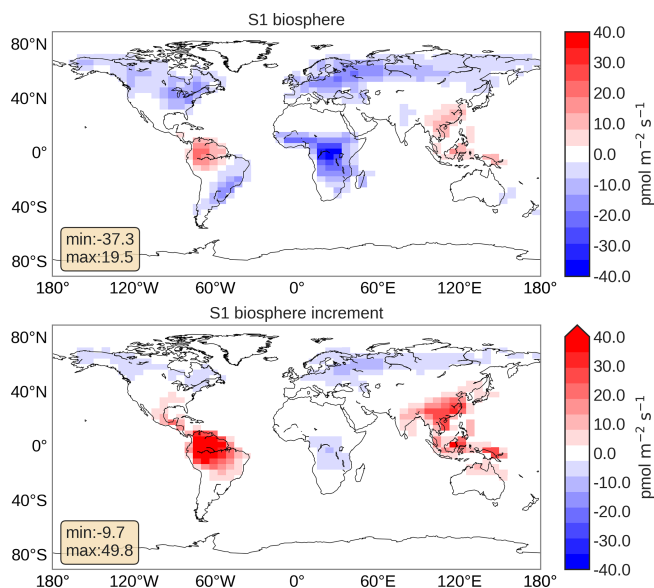 S1 biosphere
80°N
40°N
0°
40°S
80°S
min:-37.3
max:19.5
180° 120°W 60°W 0° 60°E 120°E 180°
40.0
30.0
20.0
10.0
0.0
-10.0
-20.0
-30.0
-40.0
pmol m−2 s−1
S1 biosphere increment
80°N
40°N
0°
40°S
80°S
min:-9.7
max:49.8
180° 120°W 60°W 0° 60°E 120°E 180°
40.0
30.0
20.0
10.0
0.0
-10.0
-20.0
-30.0
-40.0
pmol m−2 s−1